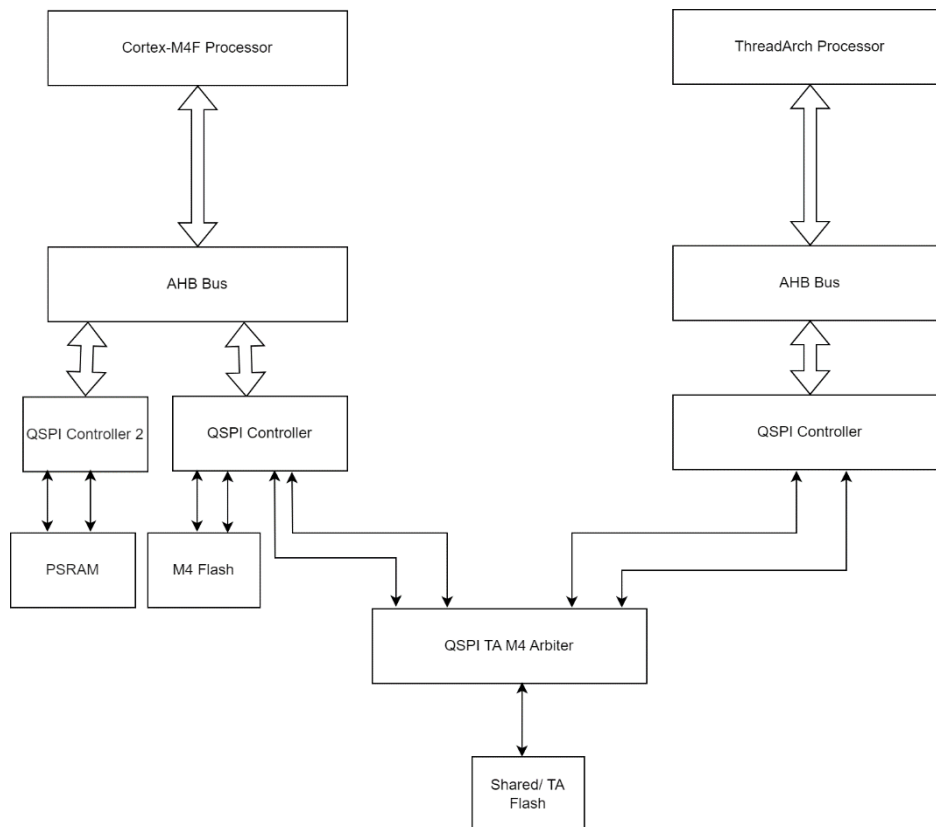 Cortex-M4F Processor
ThreadArch Processor
AHB Bus
AHB Bus
QSPI Controller 2
QSPI Controller
QSPI Controller
PSRAM
M4 Flash
QSPI TA M4 Arbiter
Shared/ TA
Flash